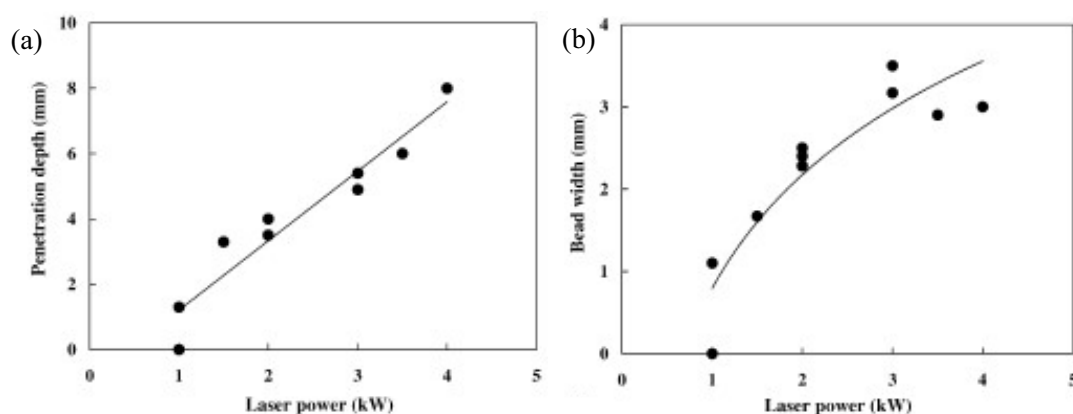 (a)
10
8
6
4
2
0
Penetration depth (mm)
0 1 2 3 4 5
Laser power (kW)
(b)
4
3
2
1
0
Bead width (mm)
0 1 2 3 4 5
Laser power (kW)